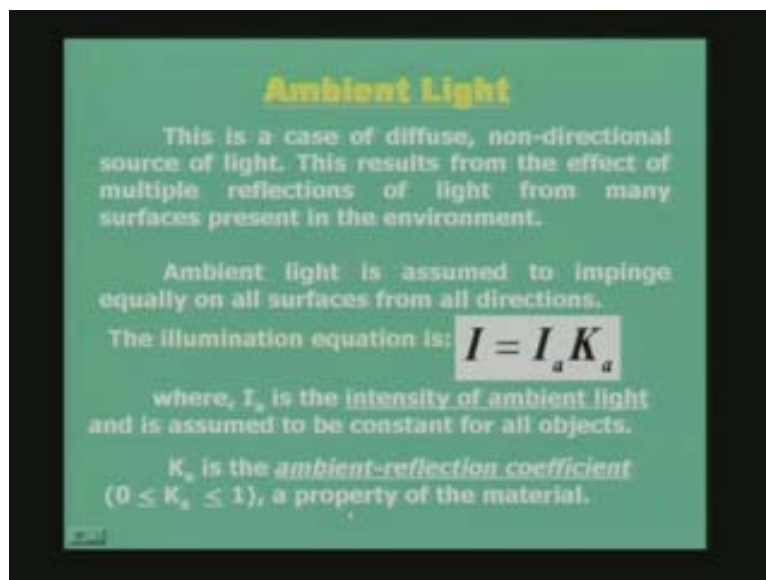 Ambient Light
This is a case of diffuse, non-directional
source of light. This results from the effect of
multiple reflections of light from many
surfaces present in the environment.
Ambient light is assumed to impinge
equally on all surfaces from all directions.
The illumination equation is: I = IₐKₐ
where, Iₐ is the intensity of ambient light
and is assumed to be constant for all objects.
Kₐ is the ambient-reflection coefficient
(0 ≤ Kₐ ≤ 1), a property of the material.